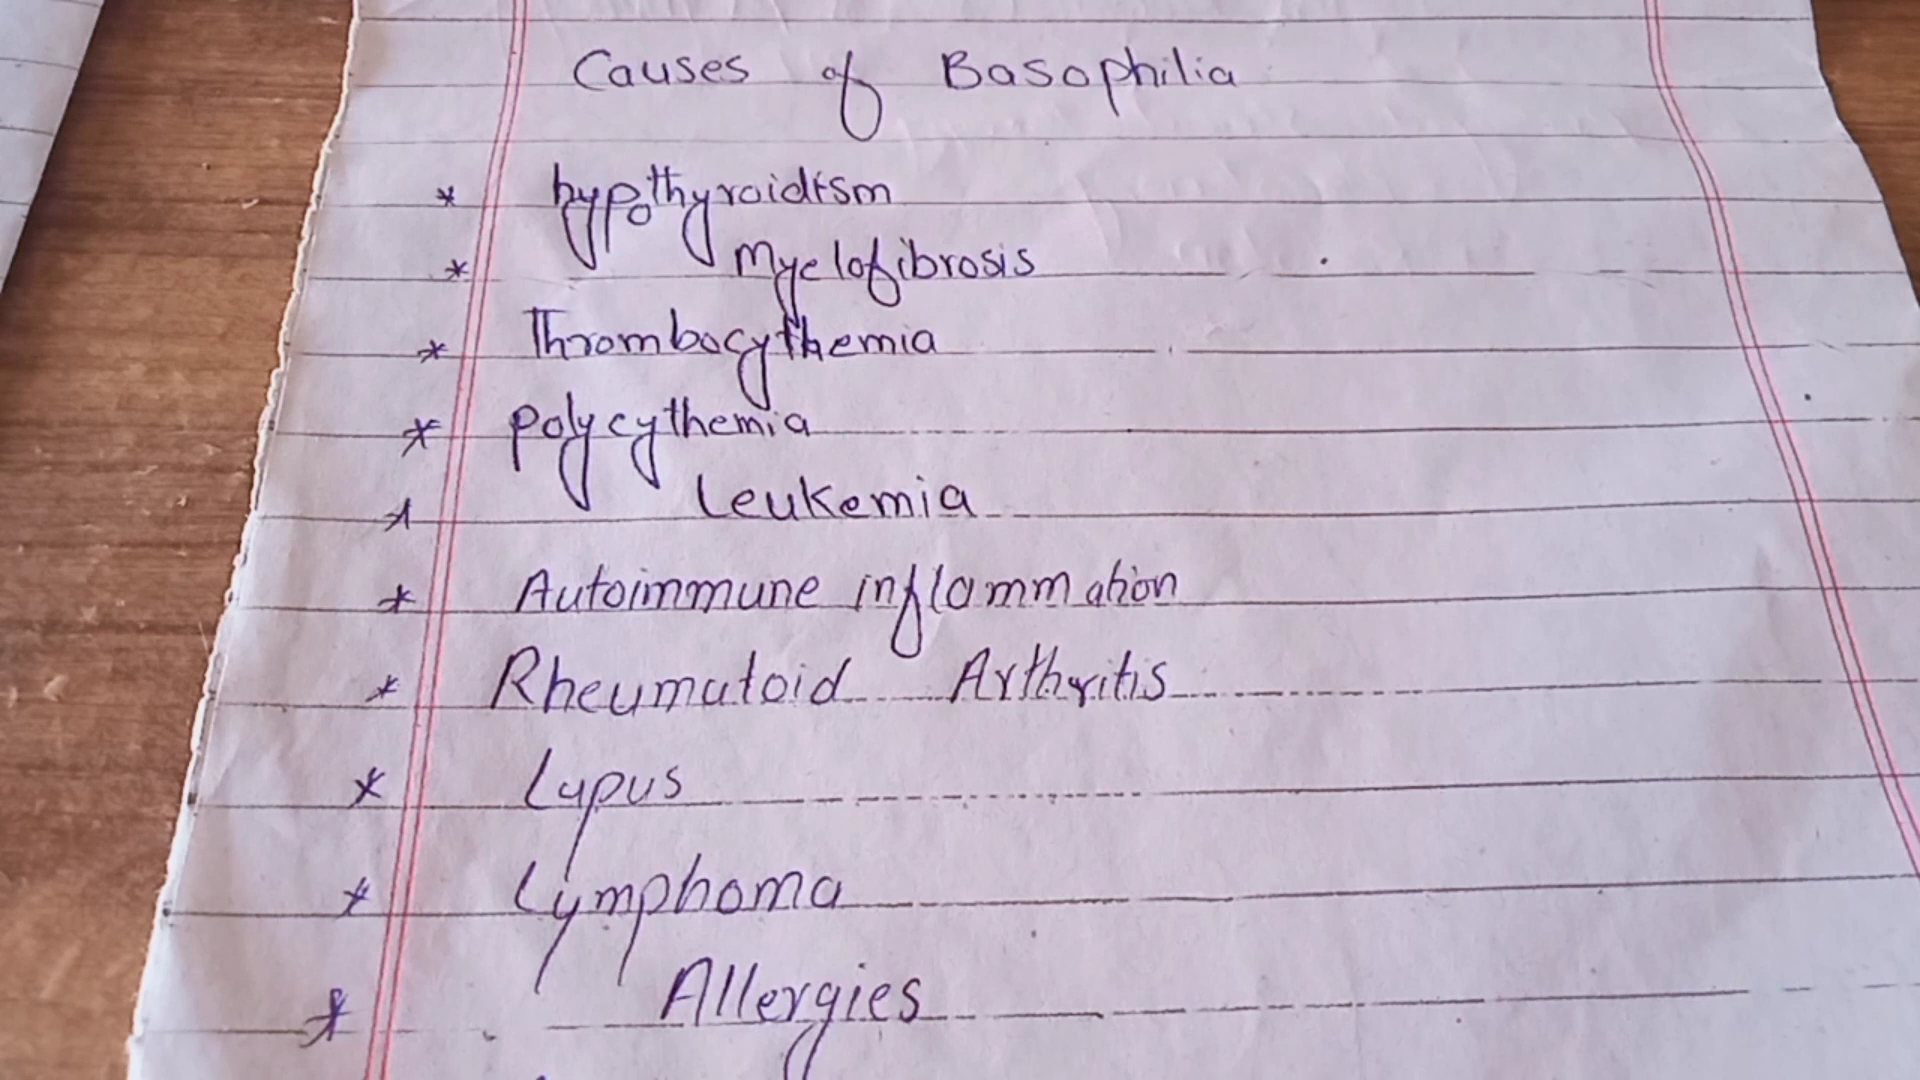 Causes of Basophilia
* hypothyroidism
* Myelofibrosis
* Thrombocythemia
* Polycythemia
* Leukemia
* Autoimmune inflammation
* Rheumatoid Arthritis
* Lupus
* Lymphoma
* Allergies